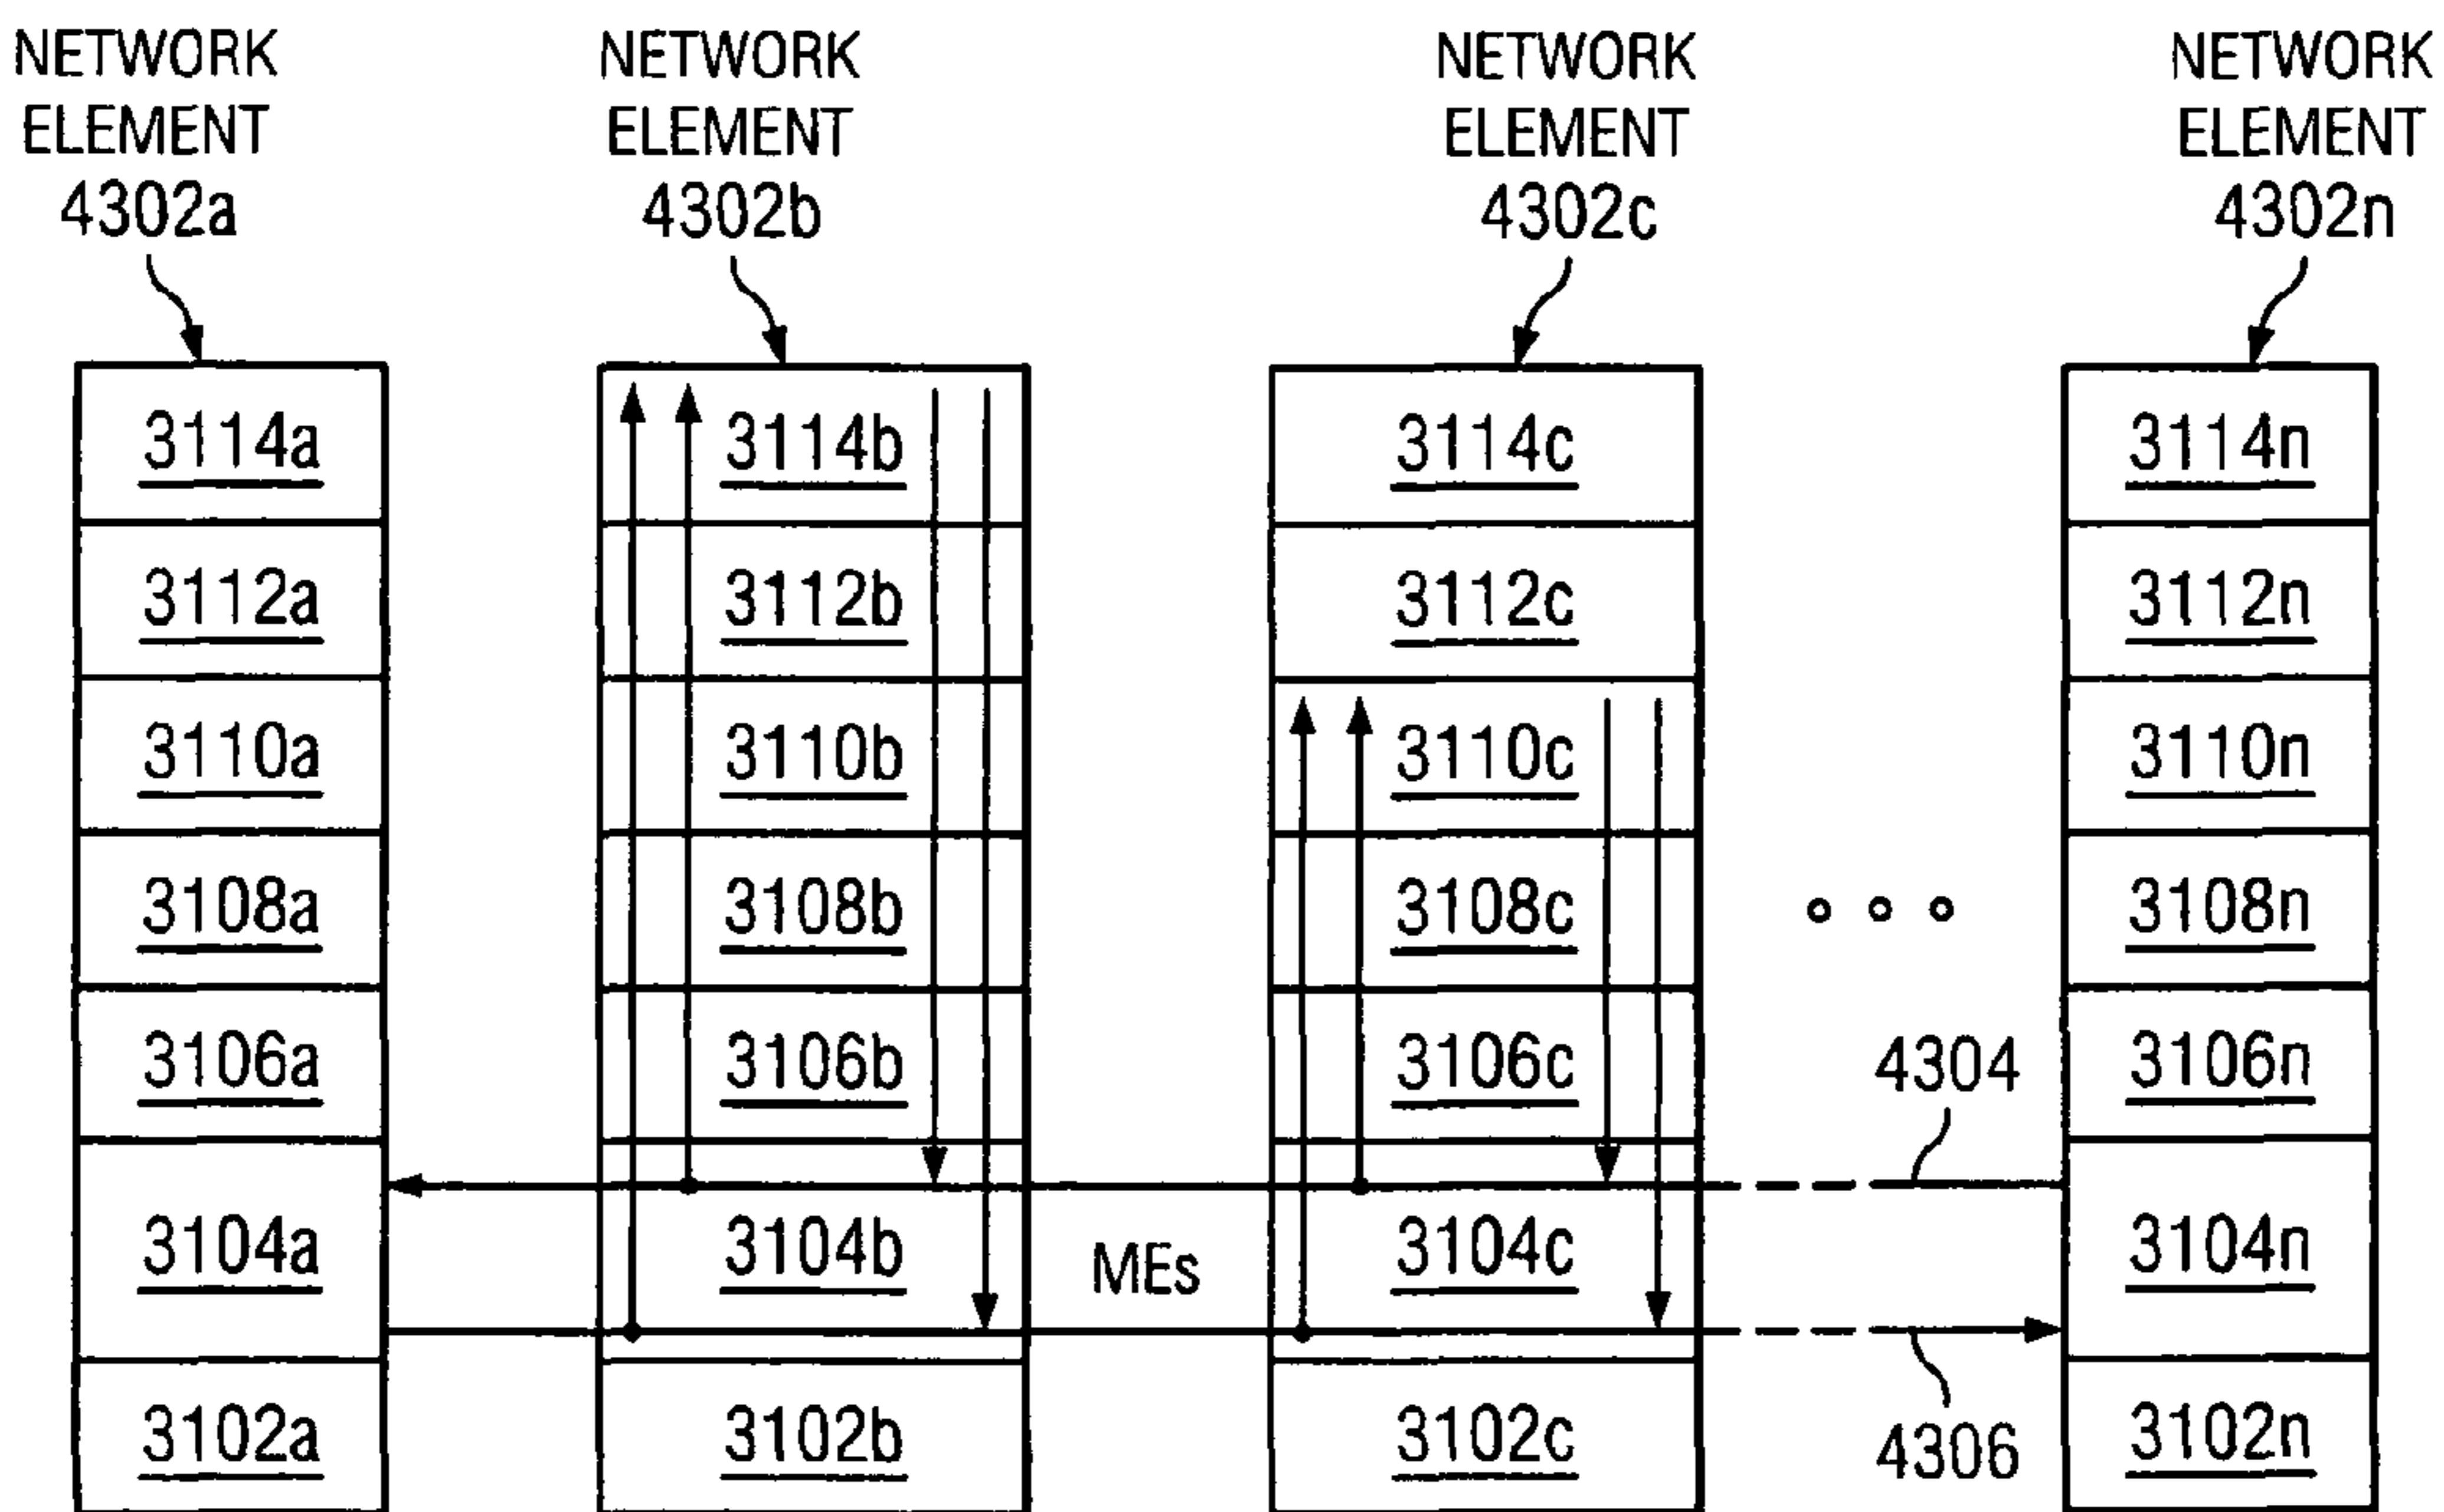 NETWORK
ELEMENT
4302a
NETWORK
ELEMENT
4302b
NETWORK
ELEMENT
4302c
NETWORK
ELEMENT
4302n
3114a
3114b
3114c
3114n
3112a
3112b
3112c
3112n
3110a
3110b
3110c
3110n
3108a
3108b
3108c
3108n
3106a
3106b
3106c
4304
3106n
3104a
3104b
MEs
3104c
3104n
3102a
3102b
3102c
4306
3102n